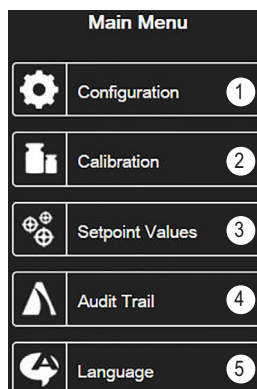 Main Menu
Configuration 1
Calibration 2
Setpoint Values 3
Audit Trail 4
Language 5